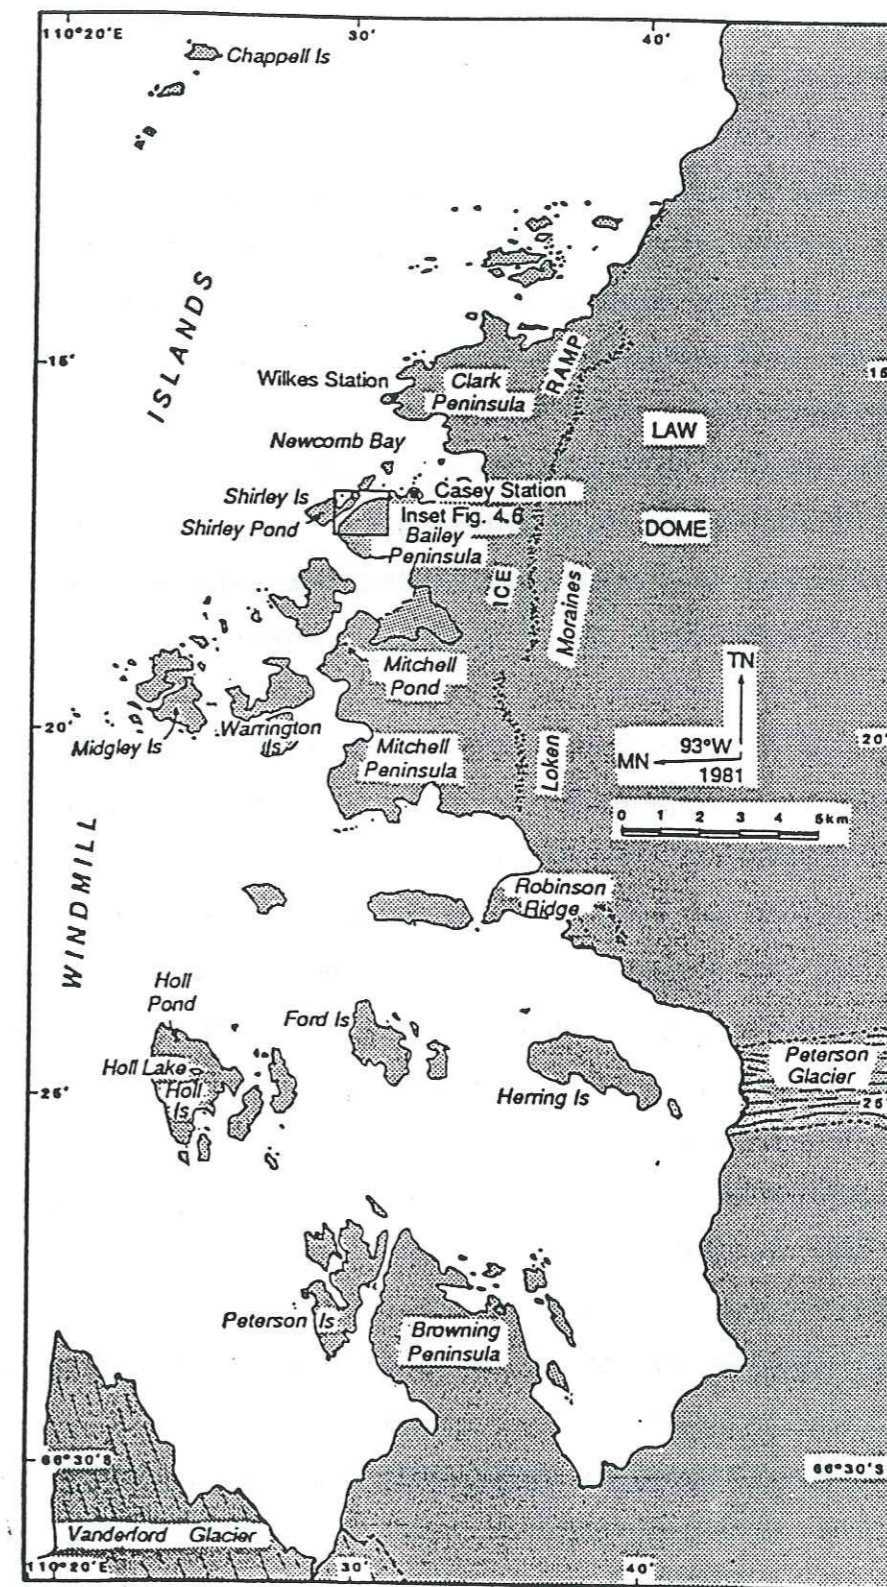 110°20'E
30'
40'
Chappell Is
ISLANDS
15'
15
RAMP
Wilkes Station
Clark
Peninsula
LAW
Newcomb Bay
Shirley Is
Casey Station
Shirley Pond
Inset Fig. 4.6
Bailey
Peninsula
DOME
ICE
Moraines
Mitchell
Pond
TN
Midgley Is
Warrington
Is
20'
20'
Mitchell
Peninsula
Loken
MN
93°W
1981
0 1 2 3 4 5km
WINDMILL
Robinson
Ridge
Holl
Pond
Ford Is
Holl Lake
Holl
Is
25'
Herring Is
Peterson
Glacier
25'
Peterson Is
Browning
Peninsula
66°30'S
66°30'S
Vanderford Glacier
110°20'E
30'
40'